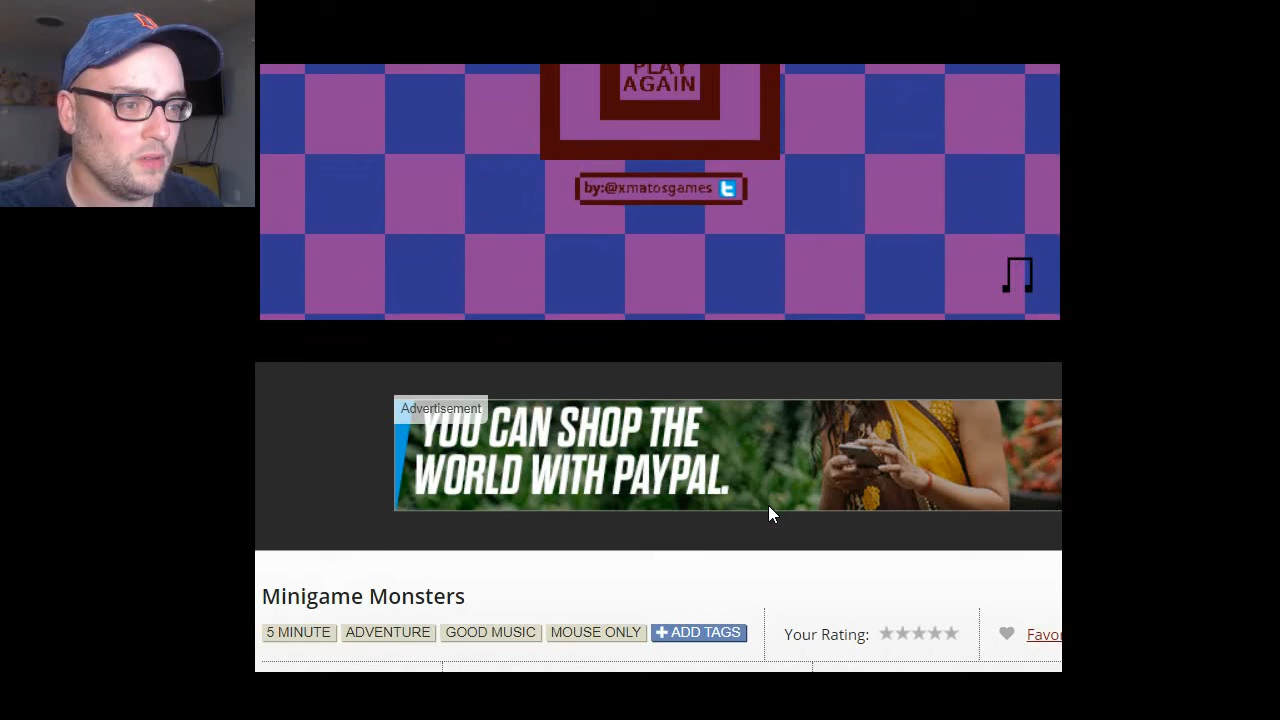 PLAY
AGAIN
by:@xmatosgames
Advertisement
YOU CAN SHOP THE
WORLD WITH PAYPAL.
Minigame Monsters
5 MINUTE ADVENTURE GOOD MUSIC MOUSE ONLY + ADD TAGS Your Rating: Favor